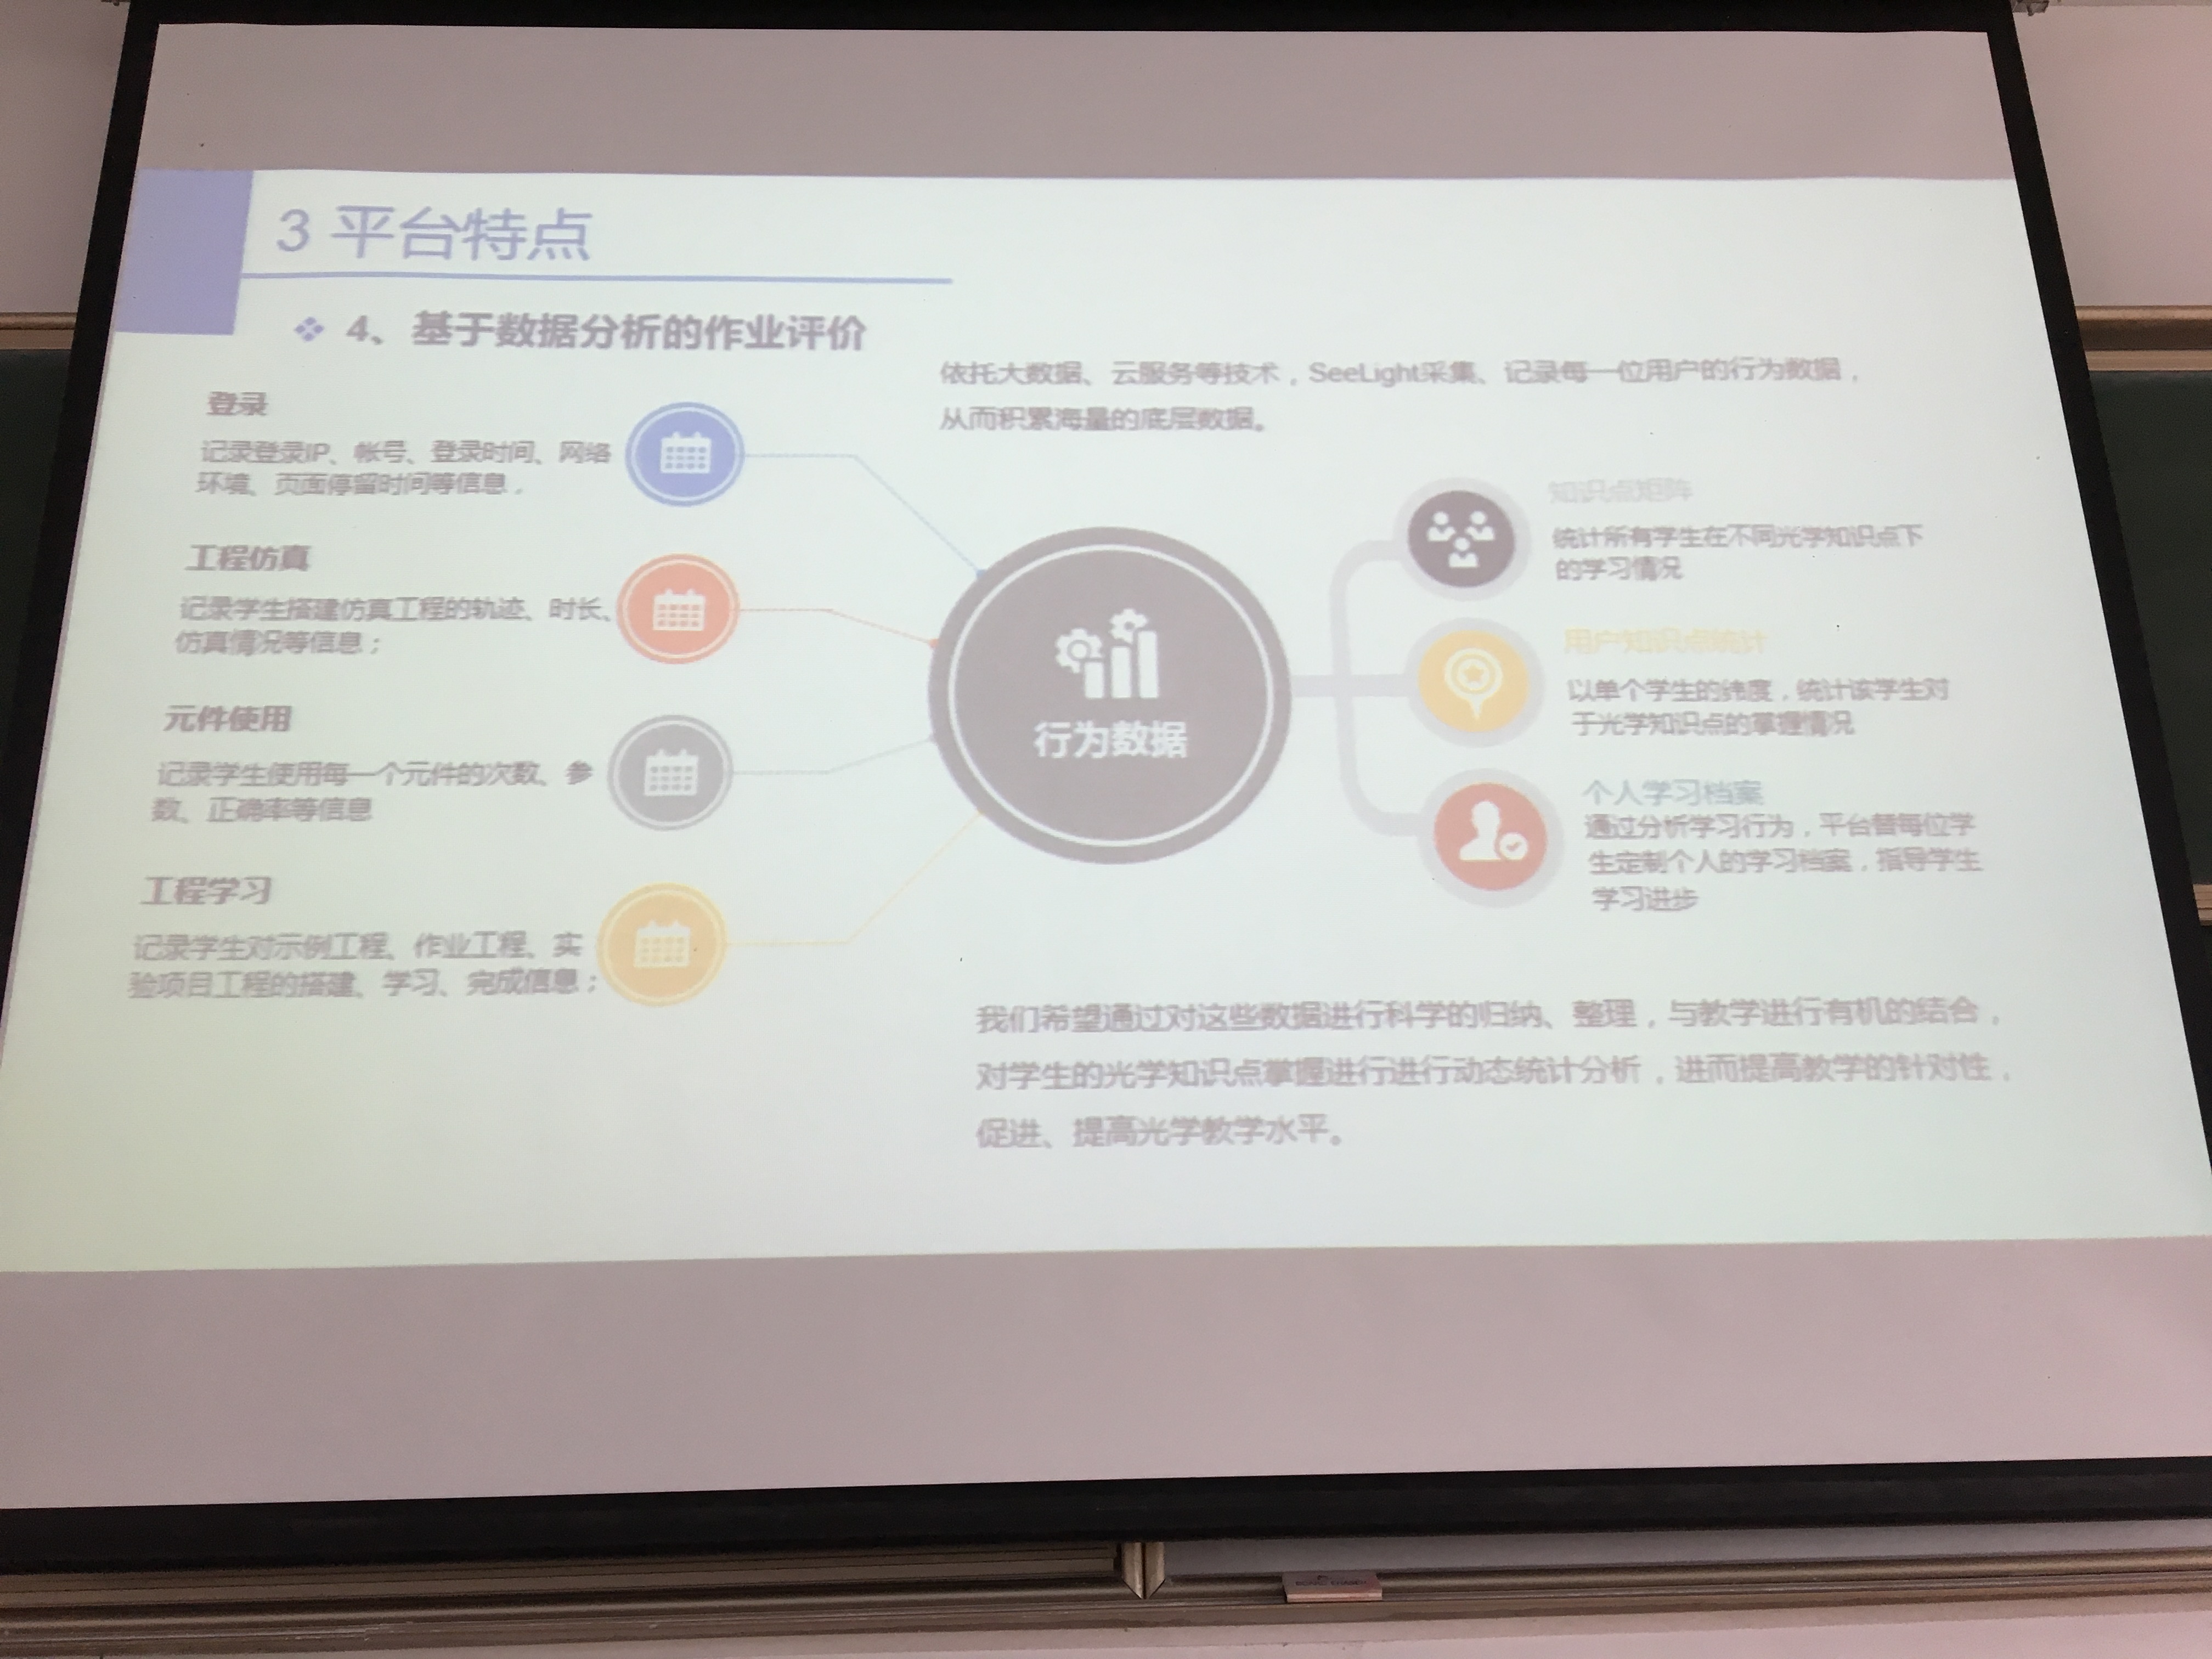 3 平台特点
4、基于数据分析的作业评价
依托大数据、云服务等技术，SeeLight采集、记录每一位用户的行为数据，
从而积累海量的底层数据。
登录
记录登录IP、帐号、登录时间、网络
环境、页面停留时间等信息，
工程仿真
记录学生搭建仿真工程的轨迹、时长、
仿真情况等信息；
元件使用
记录学生使用每一个元件的次数、参
数、正确率等信息
工程学习
记录学生对示例工程、作业工程、实
验项目工程的搭建、学习、完成信息；
行为数据
知识点矩阵
统计所有学生在不同光学知识点下
的学习情况
用户知识点统计
以单个学生的纬度，统计该学生对
于光学知识点的掌握情况
个人学习档案
通过分析学习行为，平台替每位学
生定制个人的学习档案，指导学生
学习进步
我们希望通过对这些数据进行科学的归纳、整理，与教学进行有机的结合，
对学生的光学知识点掌握进行进行动态统计分析，进而提高教学的针对性，
促进、提高光学教学水平。